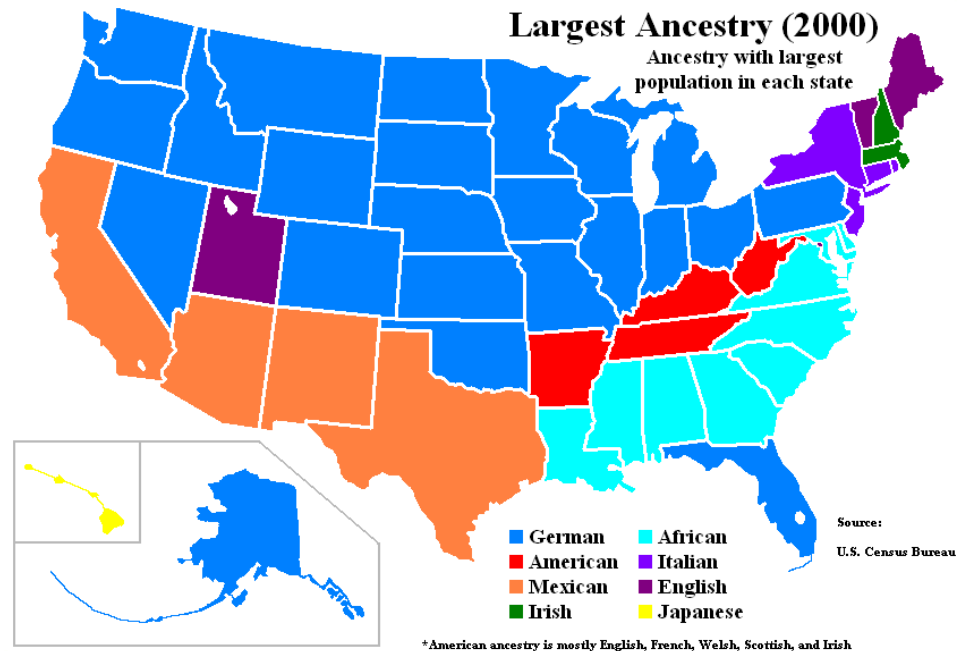 Largest Ancestry (2000)
Ancestry with largest
population in each state
German
American
Mexican
Irish
African
Italian
English
Japanese
Source:
U.S. Census Bureau
*American ancestry is mostly English, French, Welsh, Scottish, and Irish